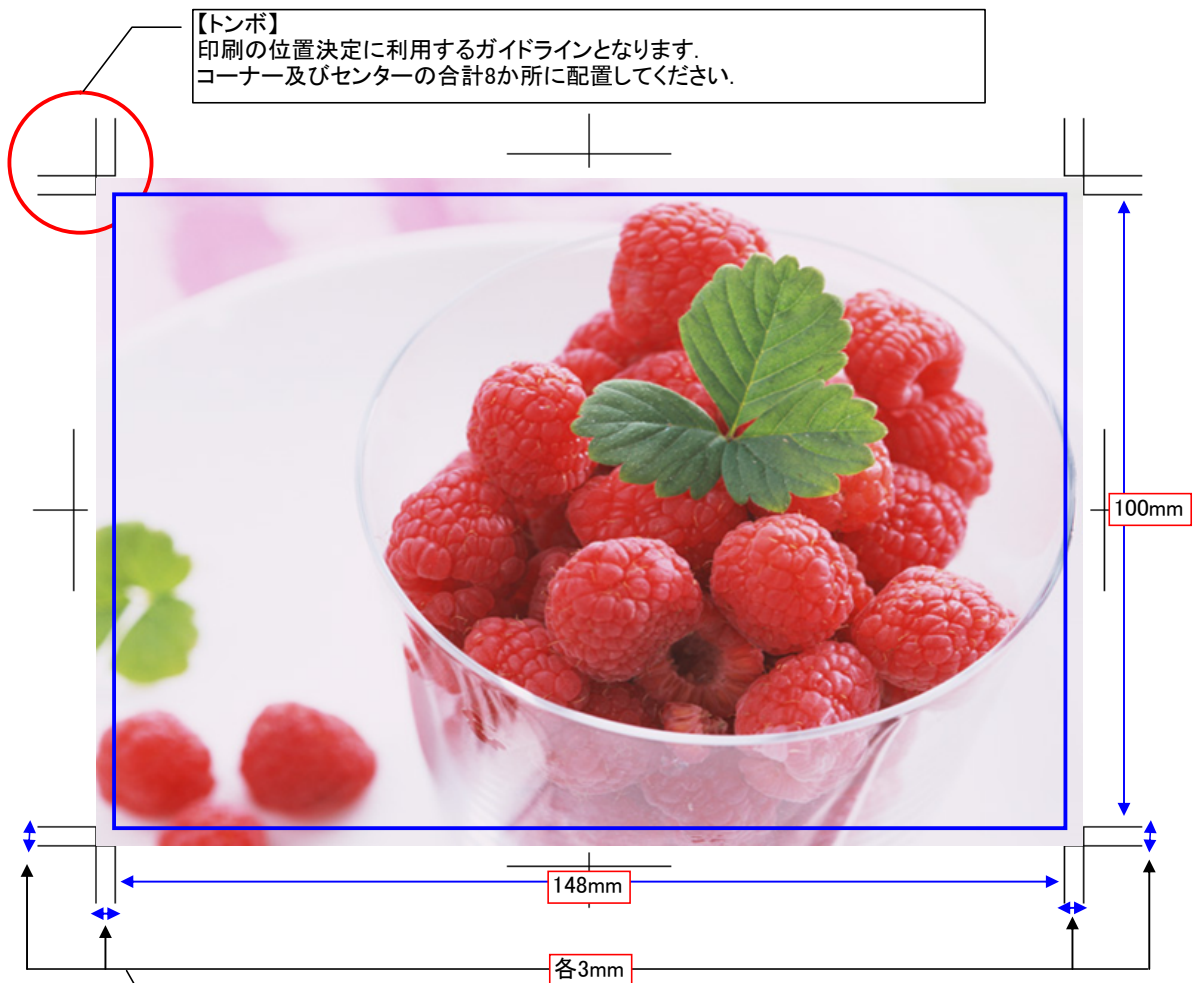 【トンボ】
印刷の位置決定に利用するガイドラインとなります.
コーナー及びセンターの合計8か所に配置してください.
100mm
148mm
各3mm